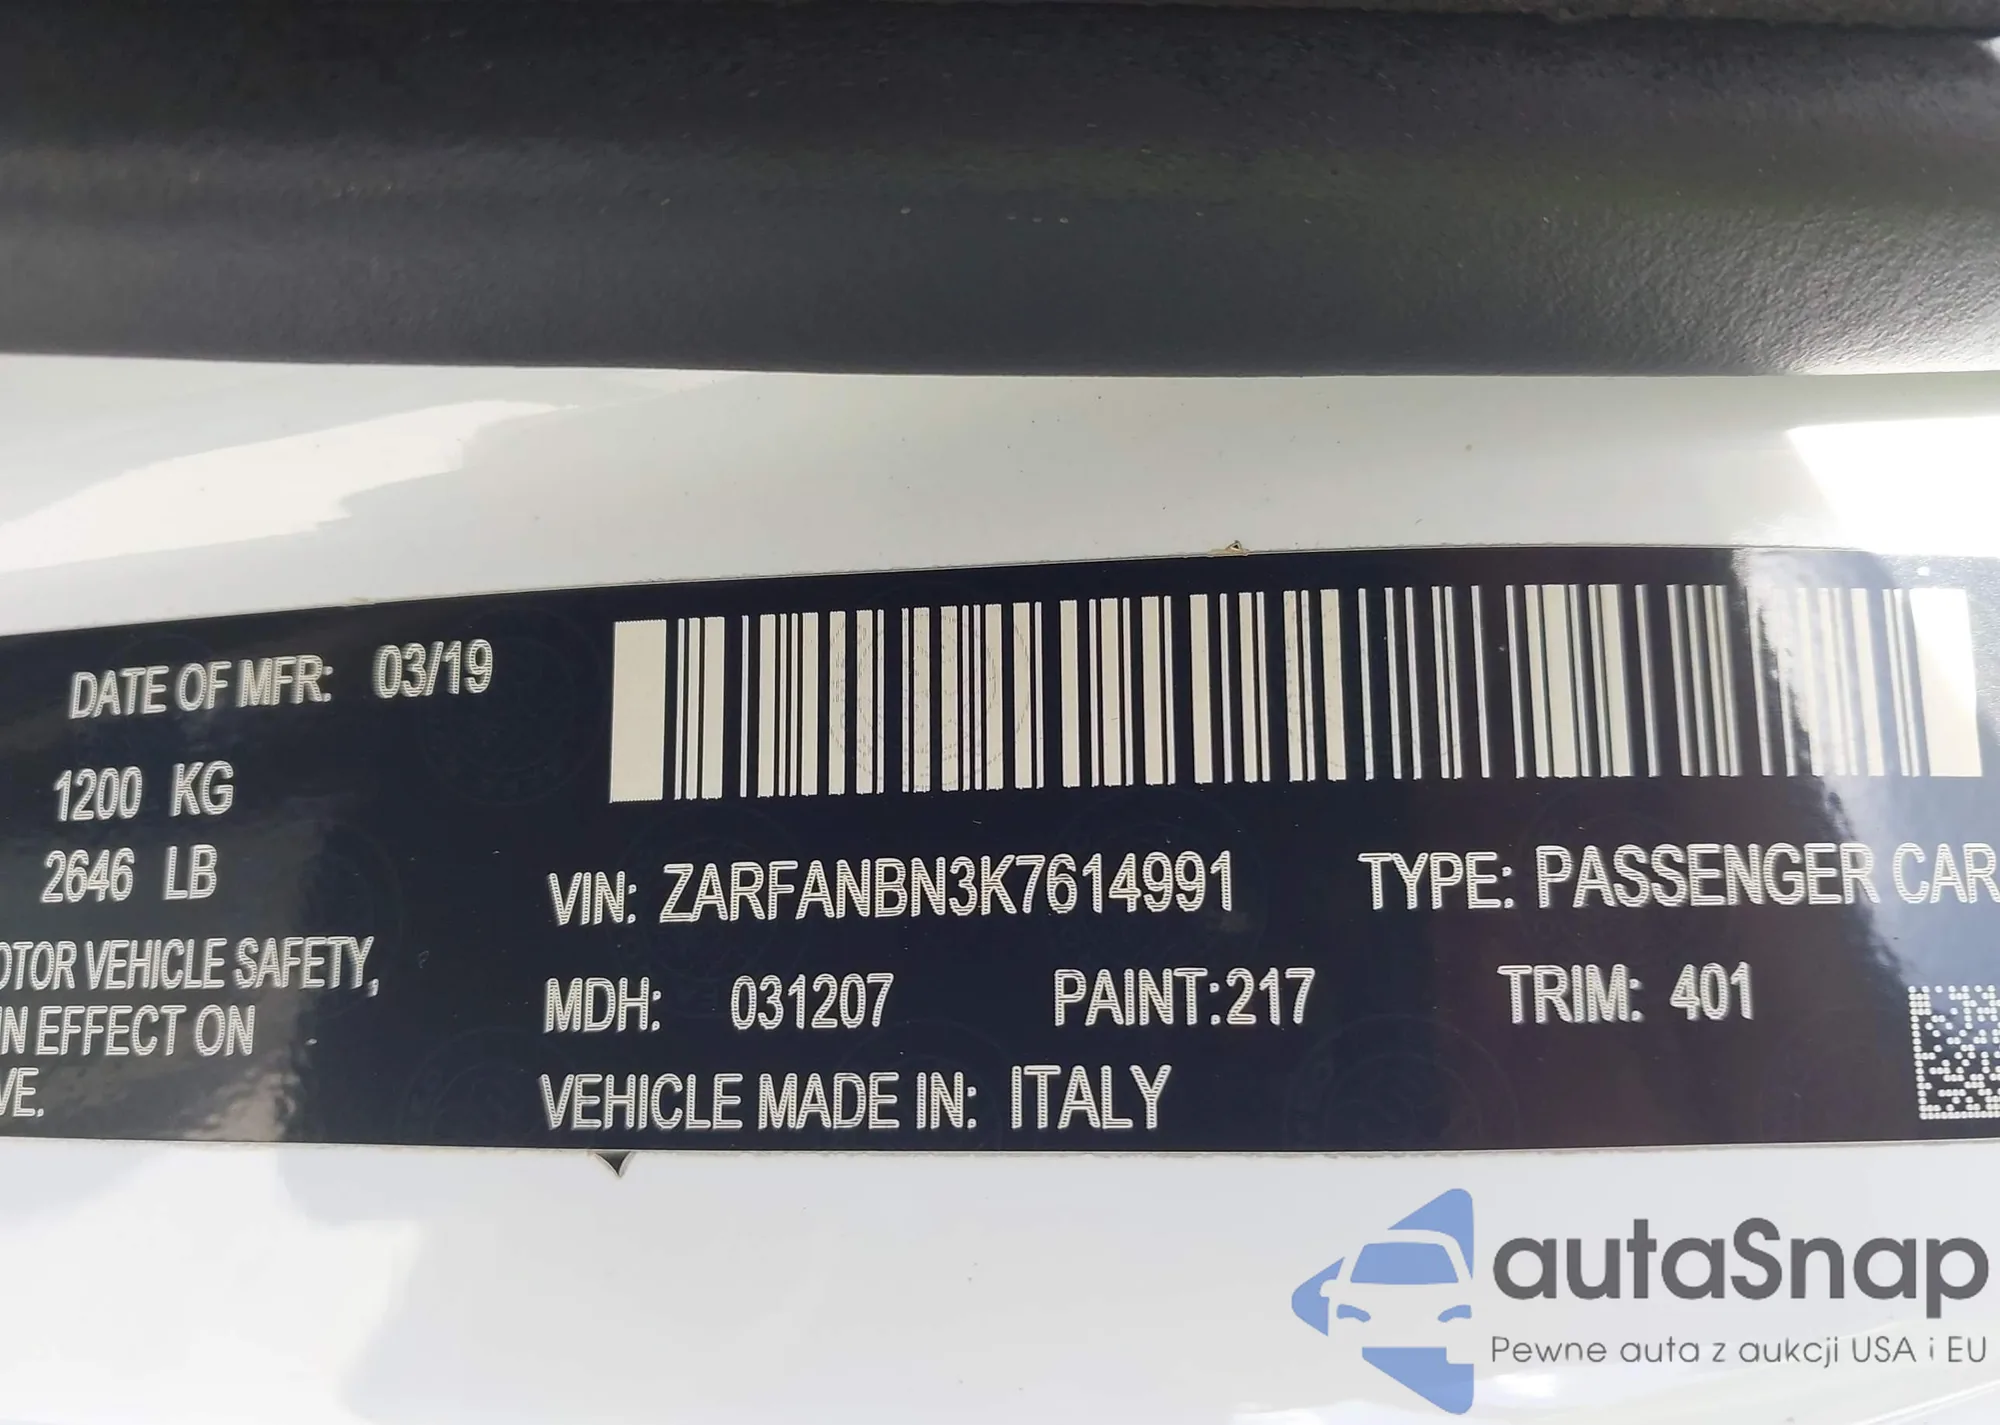 DATE OF MFR: 03/19
1200 KG
2646 LB
OTOR VEHICLE SAFETY,
IN EFFECT ON
VE.
VIN: ZARFANBN3K7614991 TYPE: PASSENGER CAR
MDH: 031207 PAINT:217 TRIM: 401
VEHICLE MADE IN: ITALY
autaSnap
Pewne auta z aukcji USA i EU